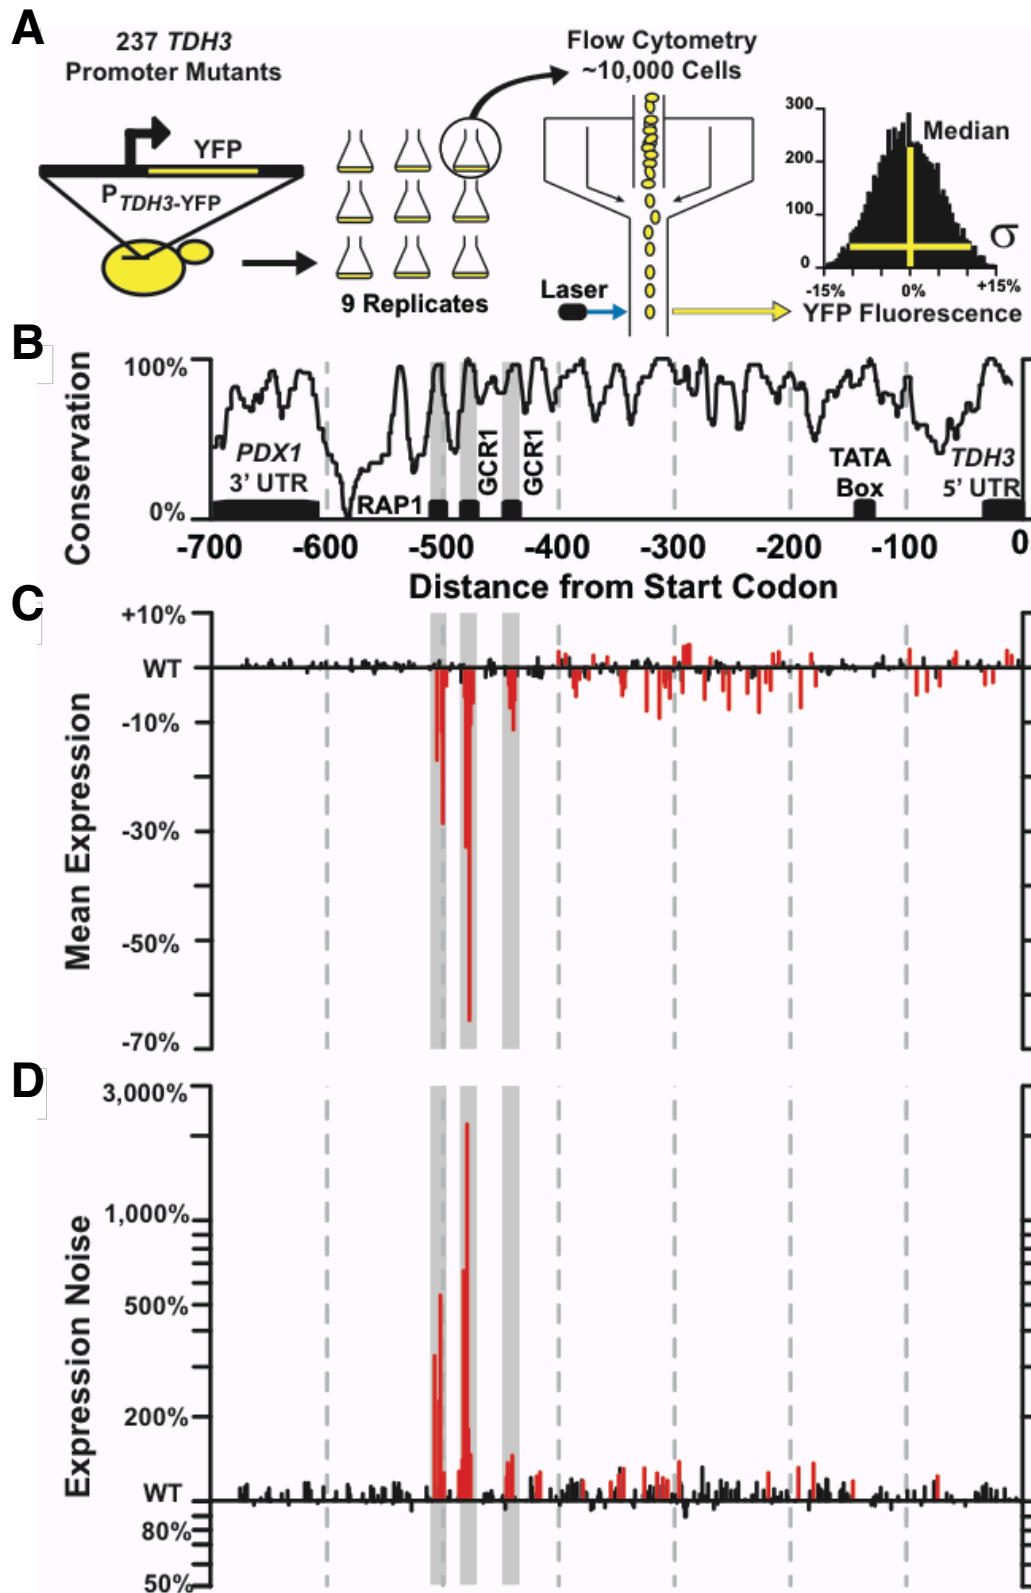 A
237 TDH3
Promoter Mutants
YFP
PTDH3-YFP
9 Replicates
Flow Cytometry
~10,000 Cells
Laser
300
200
100
0
Median
σ
-15%
0%
+15%
YFP Fluorescence
B
Conservation
100%
0%
PDX1
3' UTR
RAP1
GCR1
GCR1
TATA
Box
TDH3
5' UTR
-700
-600
-500
-400
-300
-200
-100
0
Distance from Start Codon
C
Mean Expression
+10%
WT
-10%
-30%
-50%
-70%
D
Expression Noise
3,000%
1,000%
500%
200%
WT
80%
50%